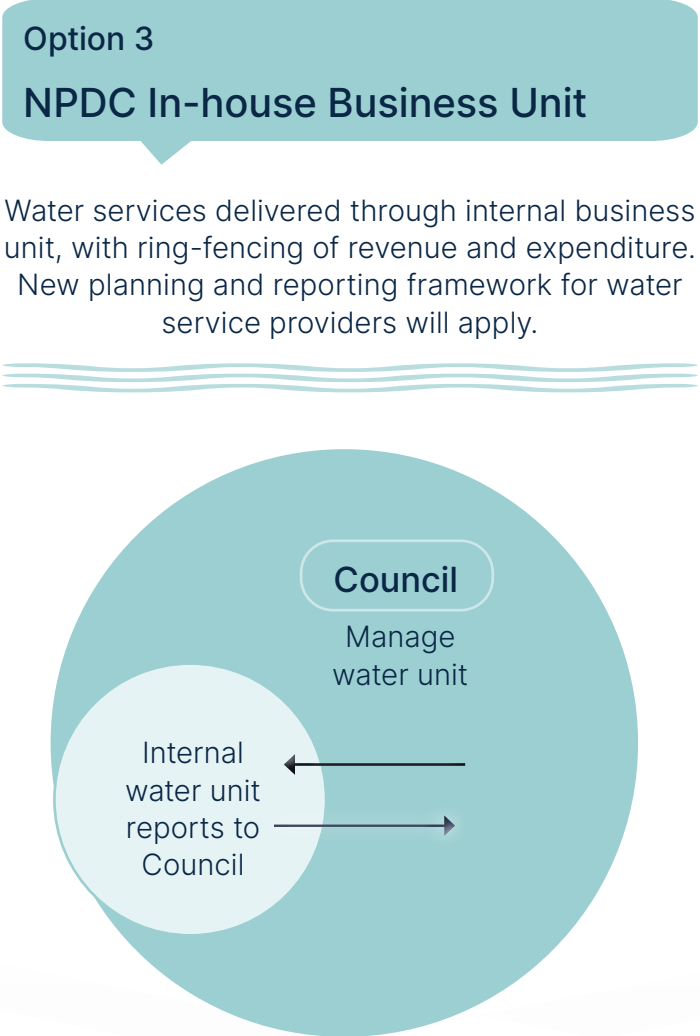 Option 3
NPDC In-house Business Unit
Water services delivered through internal business
unit, with ring-fencing of revenue and expenditure.
New planning and reporting framework for water
service providers will apply.
Council
Manage
water unit
Internal
water unit
reports to
Council